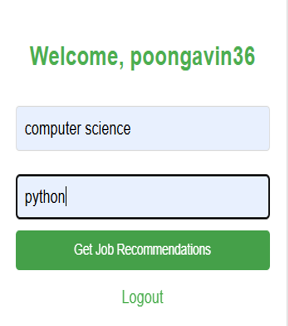 Welcome, poongavin36
computer science
python
Get Job Recommendations
Logout